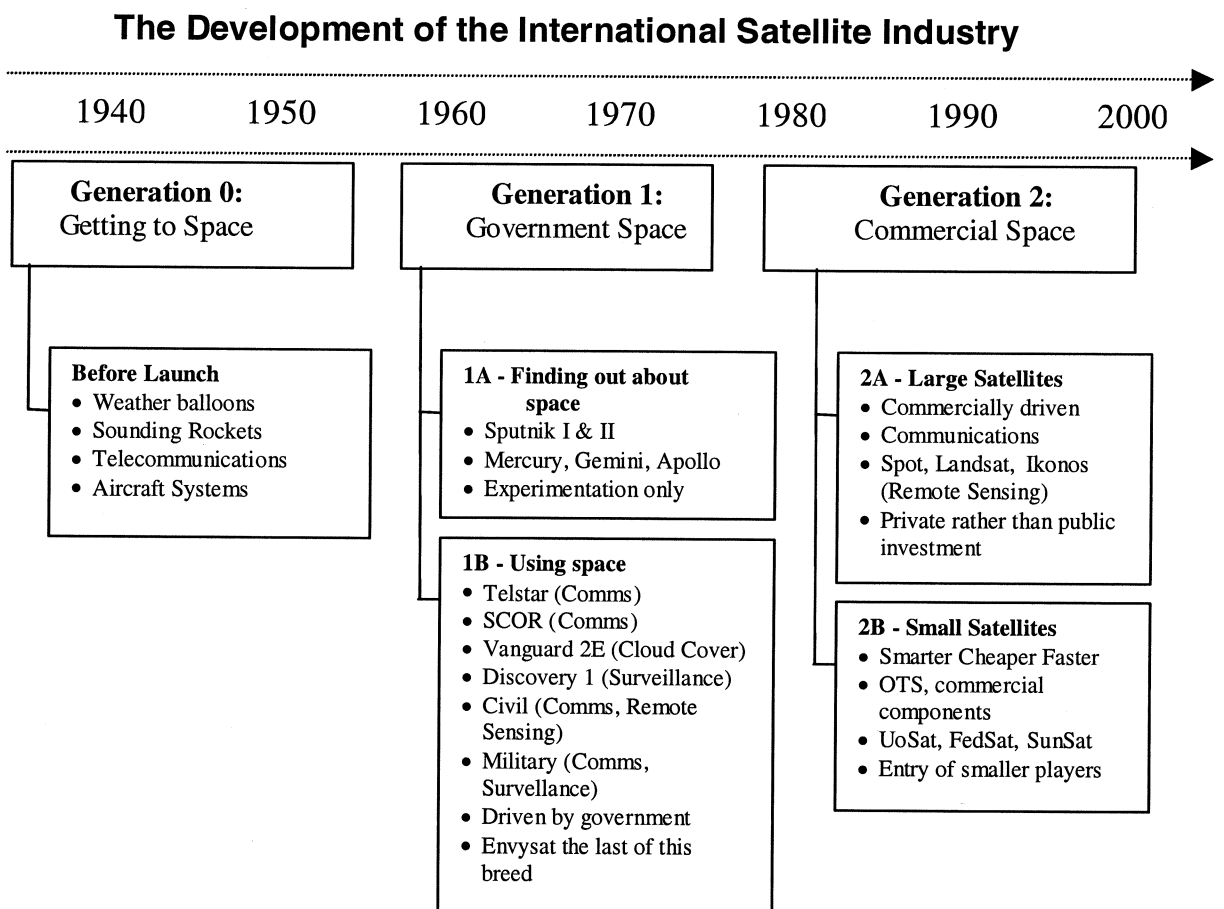 The Development of the International Satellite Industry
1940 1950 1960 1970 1980 1990 2000
Generation 0:
Getting to Space
Generation 1:
Government Space
Generation 2:
Commercial Space
Before Launch
• Weather balloons
• Sounding Rockets
• Telecommunications
• Aircraft Systems
1A - Finding out about
space
• Sputnik I & II
• Mercury, Gemini, Apollo
• Experimentation only
1B - Using space
• Telstar (Comms)
• SCOR (Comms)
• Vanguard 2E (Cloud Cover)
• Discovery 1 (Surveillance)
• Civil (Comms, Remote
Sensing)
• Military (Comms,
Survellance)
• Driven by government
• Envysat the last of this
breed
2A - Large Satellites
• Commercially driven
• Communications
• Spot, Landsat, Ikonos
(Remote Sensing)
• Private rather than public
investment
2B - Small Satellites
• Smarter Cheaper Faster
• OTS, commercial
components
• UoSat, FedSat, SunSat
• Entry of smaller players